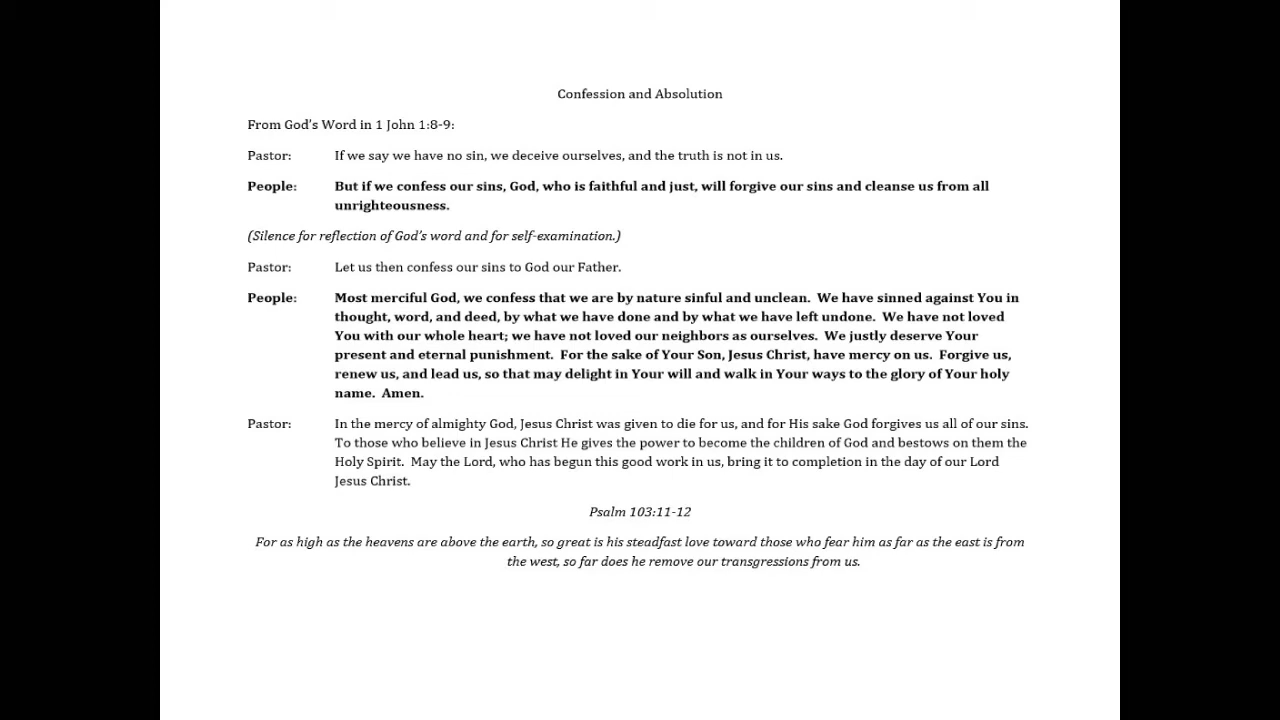 Confession and Absolution
From God's Word in 1 John 1:8-9:
Pastor: If we say we have no sin, we deceive ourselves, and the truth is not in us.
People: But if we confess our sins, God, who is faithful and just, will forgive our sins and cleanse us from all
unrighteousness.
(Silence for reflection of God's word and for self-examination.)
Pastor: Let us then confess our sins to God our Father.
People: Most merciful God, we confess that we are by nature sinful and unclean. We have sinned against You in
thought, word, and deed, by what we have done and by what we have left undone. We have not loved
You with our whole heart; we have not loved our neighbors as ourselves. We justly deserve Your
present and eternal punishment. For the sake of Your Son, Jesus Christ, have mercy on us. Forgive us,
renew us, and lead us, so that may delight in Your will and walk in Your ways to the glory of Your holy
name. Amen.
Pastor: In the mercy of almighty God, Jesus Christ was given to die for us, and for His sake God forgives us all of our sins.
To those who believe in Jesus Christ He gives the power to become the children of God and bestows on them the
Holy Spirit. May the Lord, who has begun this good work in us, bring it to completion in the day of our Lord
Jesus Christ.
Psalm 103:11-12
For as high as the heavens are above the earth, so great is his steadfast love toward those who fear him as far as the east is from
the west, so far does he remove our transgressions from us.